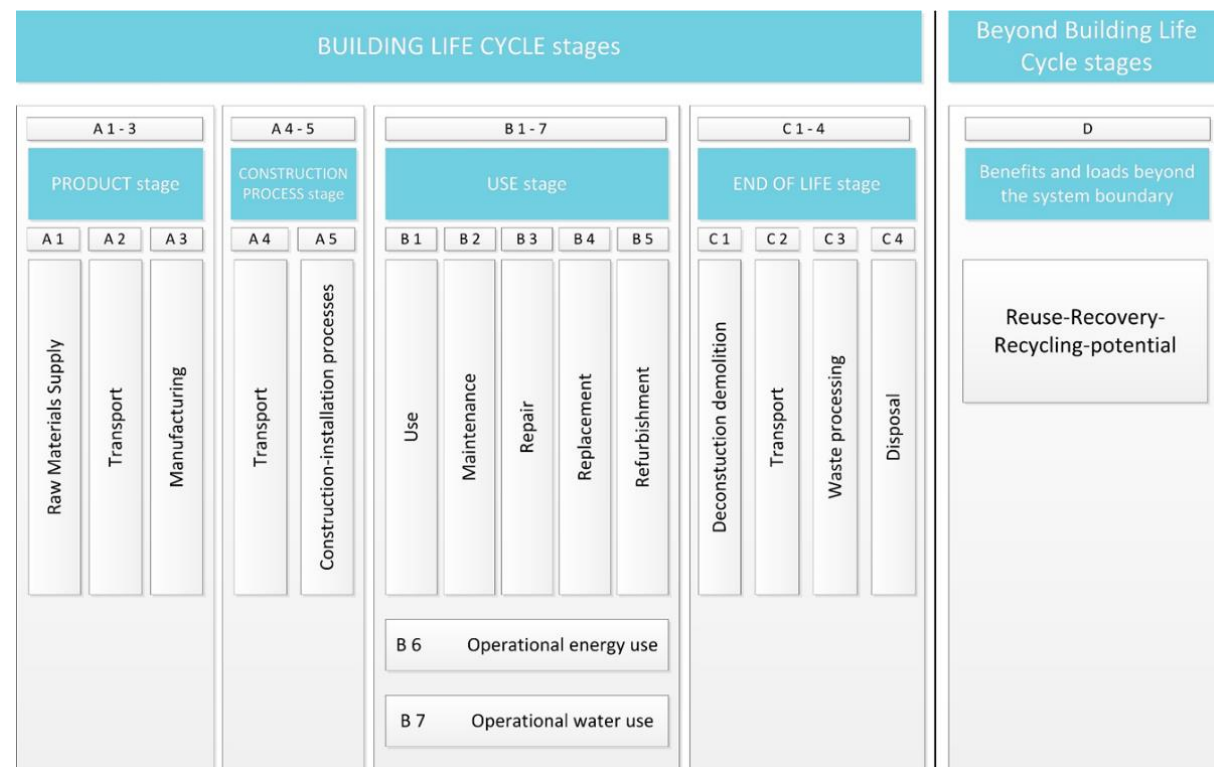 BUILDING LIFE CYCLE stages
Beyond Building Life
Cycle stages
A 1 - 3
PRODUCT stage
A 1
A 2
A 3
Raw Materials Supply
Transport
Manufacturing
A 4 - 5
CONSTRUCTION
PROCESS stage
A 4
A 5
Transport
Construction-installation processes
B 1 - 7
USE stage
B 1
B 2
B 3
B 4
B 5
Use
Maintenance
Repair
Replacement
Refurbishment
B 6 Operational energy use
B 7 Operational water use
C 1 - 4
END OF LIFE stage
C 1
C 2
C 3
C 4
Deconstuction demolition
Transport
Waste processing
Disposal
D
Benefits and loads beyond
the system boundary
Reuse-Recovery-
Recycling-potential